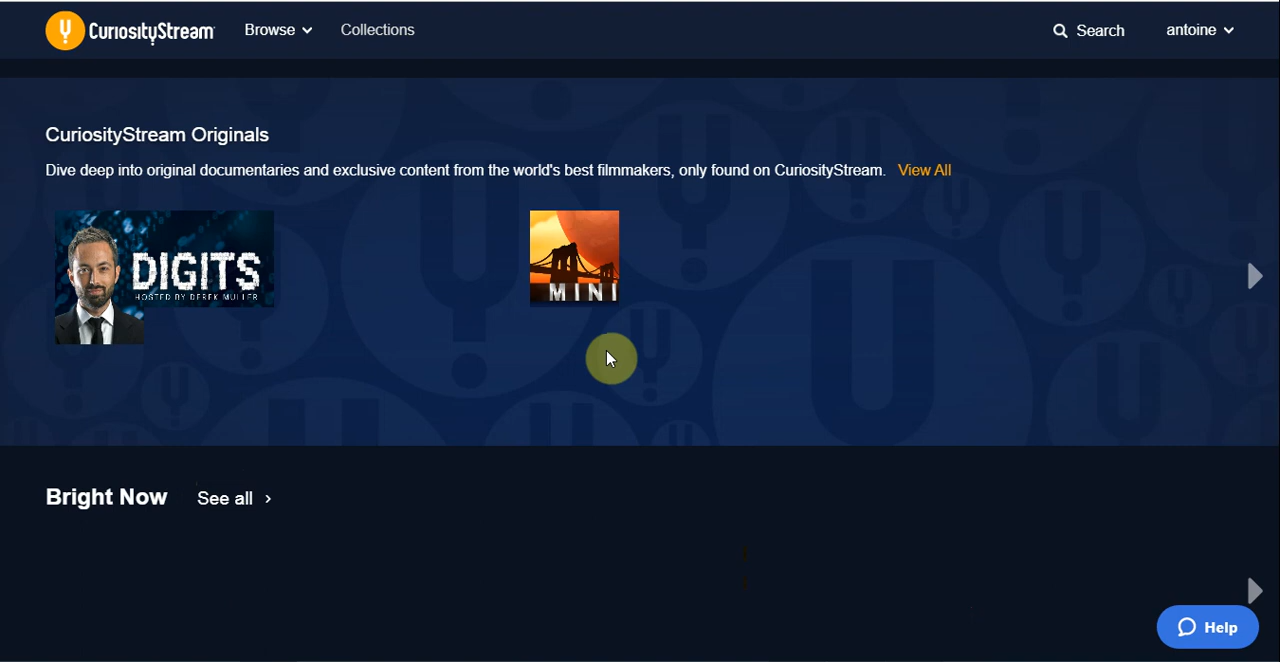 CuriosityStream
Browse
Collections
Search
antoine
CuriosityStream Originals
Dive deep into original documentaries and exclusive content from the world's best filmmakers, only found on CuriosityStream. View All
DIGITS
HOSTED BY DEREK MULLER
MINI
Bright Now
See all
Help